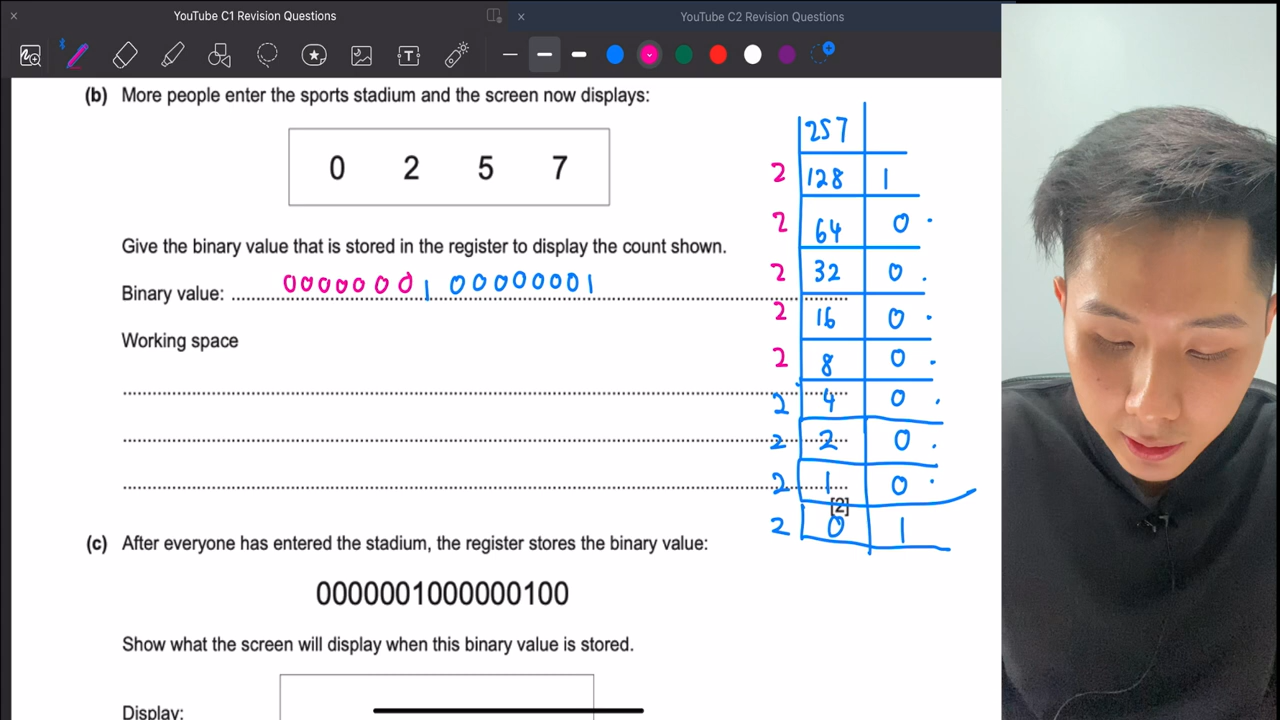 YouTube C1 Revision Questions
YouTube C2 Revision Questions
(b) More people enter the sports stadium and the screen now displays:
0 2 5 7
Give the binary value that is stored in the register to display the count shown.
Binary value: 0000000 1 00000001
Working space
[2]
257
2 128 1
2 64 0
2 32 0
2 16 0
2 8 0
2 4 0
2 2 0
2 1 0
2 0 1
(c) After everyone has entered the stadium, the register stores the binary value:
0000001000000100
Show what the screen will display when this binary value is stored.
Display: